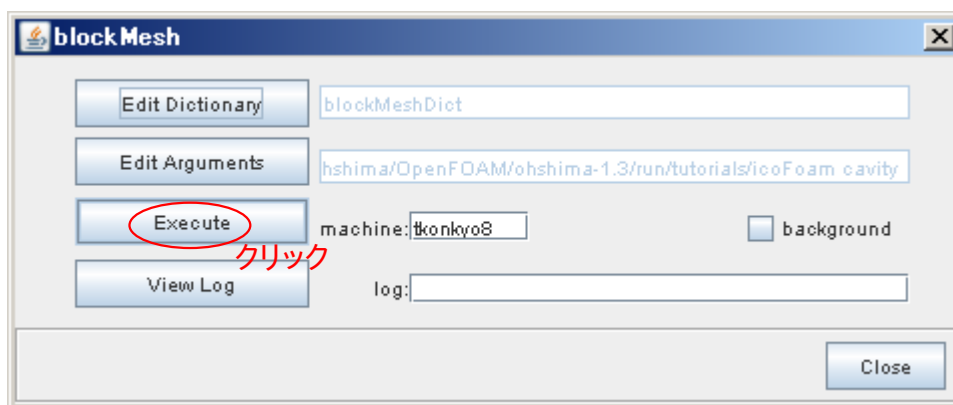 blockMesh
Edit Dictionary blockMeshDict
Edit Arguments hshima/OpenFOAM/ohshima-1.3/run/tutorials/icoFoam cavity
Execute machine: tkonkyo8 background
クリック
View Log log:
Close